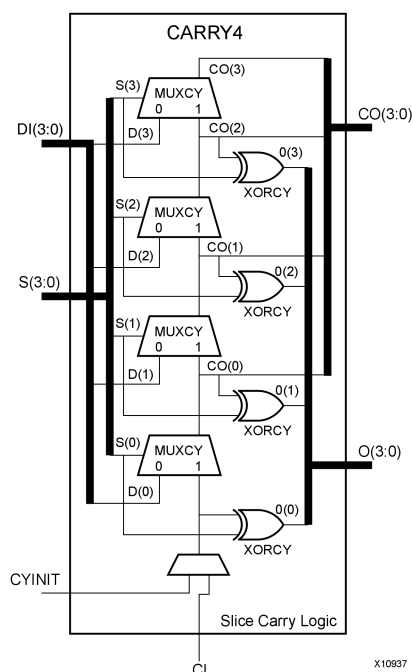 CARRY4
S(3)
CO(3)
MUXCY
0 1
DI(3:0)
CO(3:0)
D(3)
CO(2)
0(3)
XORCY
S(2)
MUXCY
0 1
D(2)
CO(1)
0(2)
S(3:0)
XORCY
S(1)
MUXCY
0 1
D(1)
CO(0)
0(1)
XORCY
S(0)
MUXCY
0 1
O(3:0)
D(0)
0(0)
XORCY
CYINIT
Slice Carry Logic
CI
X10937